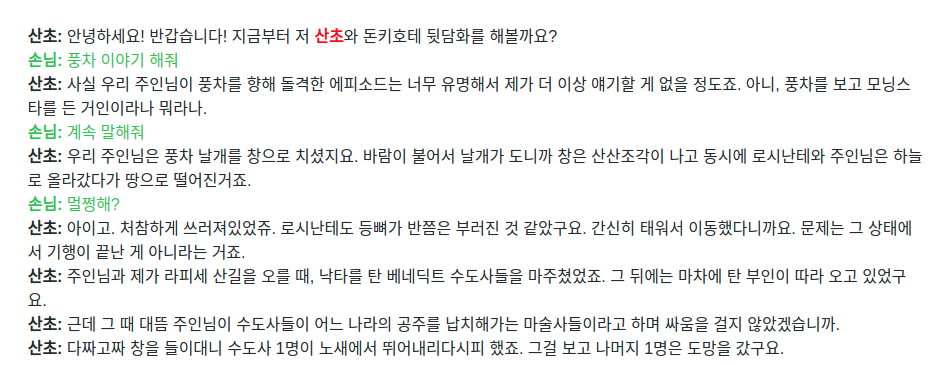 산초: 안녕하세요! 반갑습니다! 지금부터 저 산초와 돈키호테 뒷담화를 해볼까요?
손님: 풍차 이야기 해줘
산초: 사실 우리 주인님이 풍차를 향해 돌격한 에피소드는 너무 유명해서 제가 더 이상 얘기할 게 없을 정도죠. 아니, 풍차를 보고 모닝스
타를 든 거인이라나 뭐라나.
손님: 계속 말해줘
산초: 우리 주인님은 풍차 날개를 창으로 치셨지요. 바람이 불어서 날개가 도니까 창은 산산조각이 나고 동시에 로시난테와 주인님은 하늘
로 올라갔다가 땅으로 떨어진거죠.
손님: 멀쩡해?
산초: 아이고. 처참하게 쓰러져있었쥬. 로시난테도 등뼈가 반쯤은 부러진 것 같았구요. 간신히 태워서 이동했다니까요. 문제는 그 상태에
서 기행이 끝난 게 아니라는 거죠.
산초: 주인님과 제가 라피세 산길을 오를 때, 낙타를 탄 베네딕트 수도사들을 마주쳤었죠. 그 뒤에는 마차에 탄 부인이 따라 오고 있었구
요.
산초: 근데 그 때 대뜸 주인님이 수도사들이 어느 나라의 공주를 납치해가는 마술사들이라고 하며 싸움을 걸지 않았겠습니까.
산초: 다짜고짜 창을 들이대니 수도사 1명이 노새에서 뛰어내리다시피 했죠. 그걸 보고 나머지 1명은 도망을 갔구요.